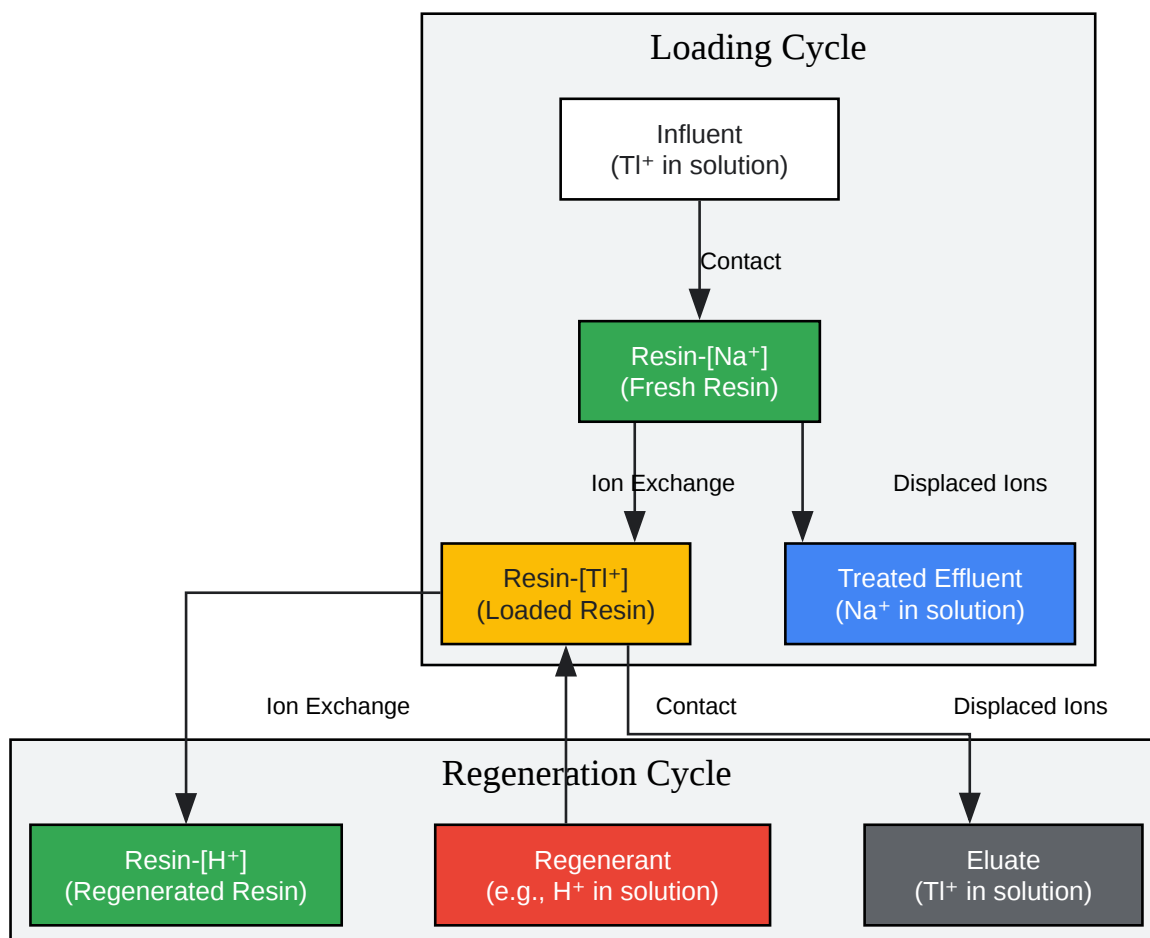 Loading Cycle
Influent
(Tl⁺ in solution)
Contact
Resin-[Na⁺]
(Fresh Resin)
Ion Exchange
Displaced Ions
Resin-[Tl⁺]
(Loaded Resin)
Treated Effluent
(Na⁺ in solution)
Ion Exchange
Contact
Displaced Ions
Regeneration Cycle
Resin-[H⁺]
(Regenerated Resin)
Regenerant
(e.g., H⁺ in solution)
Eluate
(Tl⁺ in solution)